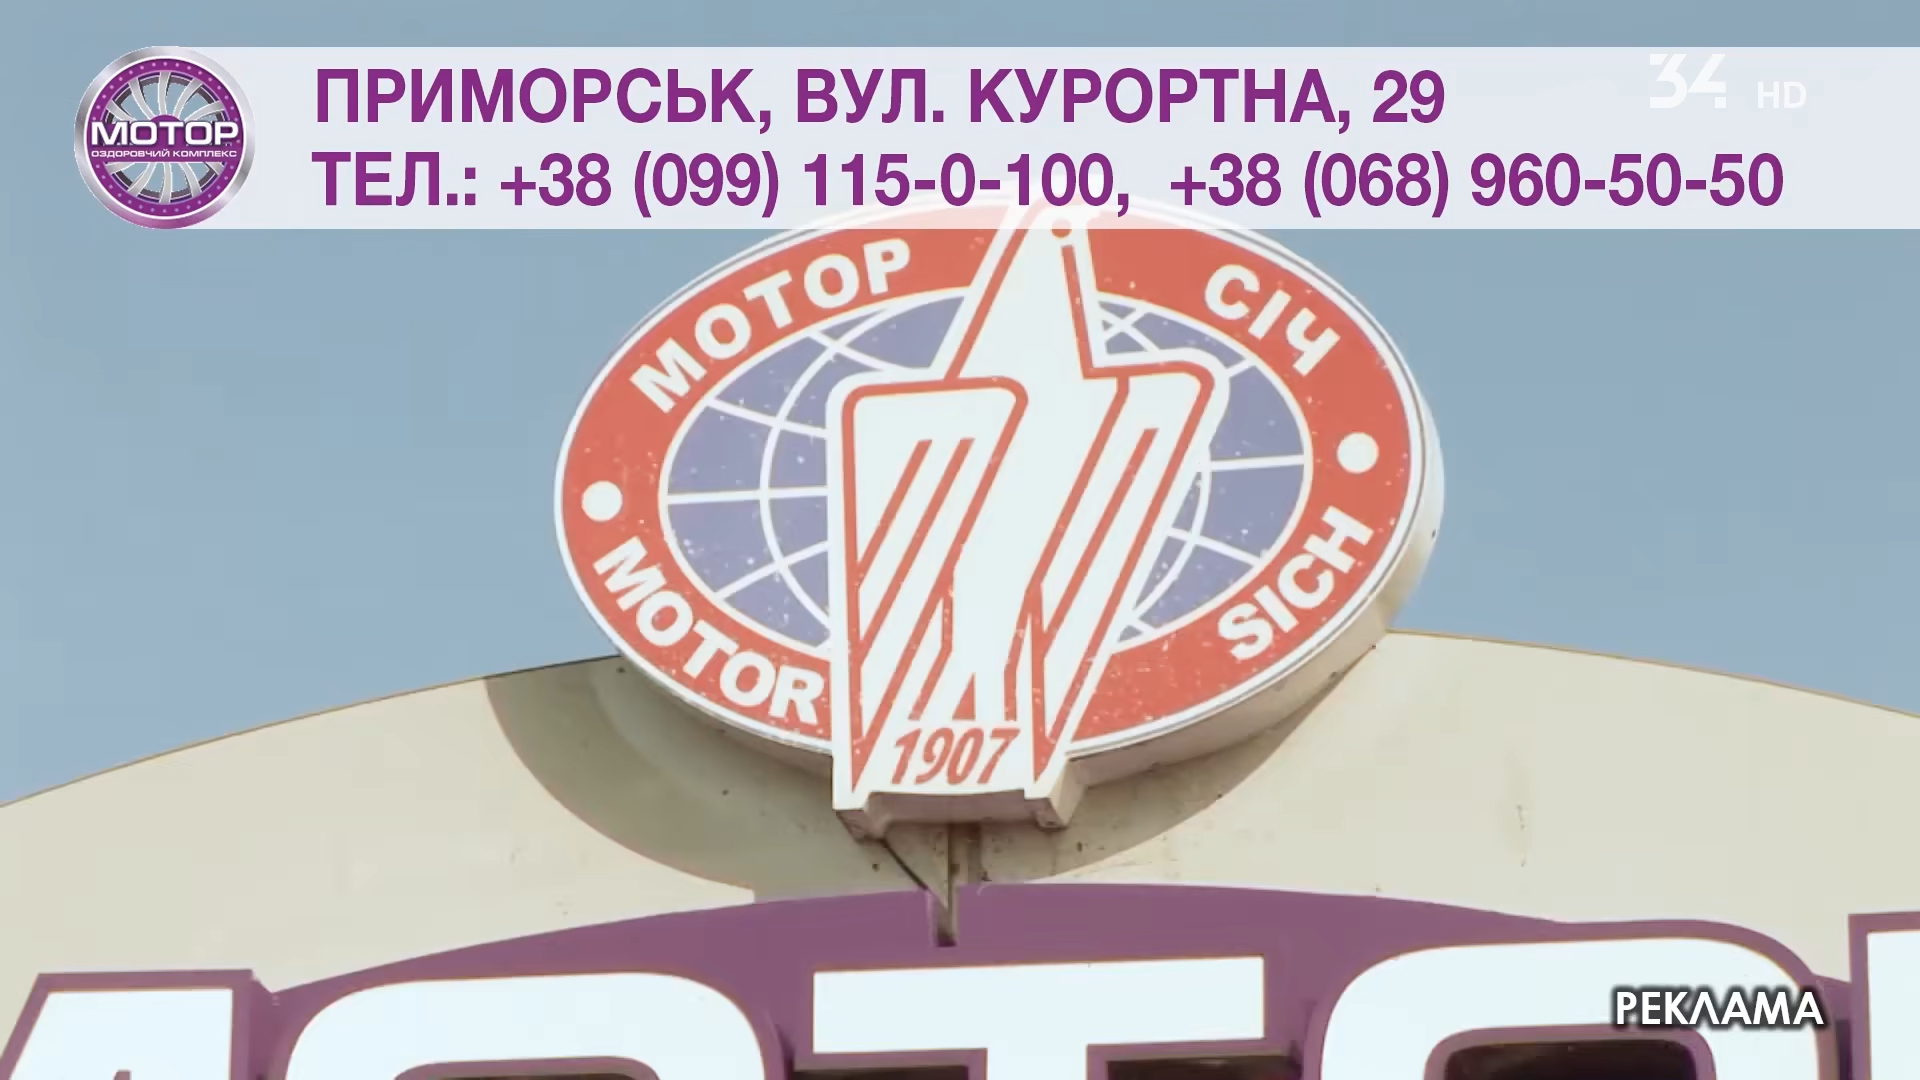 МОТОР
ОЗДОРОВЧИЙ КОМПЛЕКС
ПРИМОРСЬК, ВУЛ. КУРОРТНА, 29
ТЕЛ.: +38 (099) 115-0-100, +38 (068) 960-50-50
34 HD
МОТОР СІЧ
MOTOR SICH
1907
РЕКЛАМА